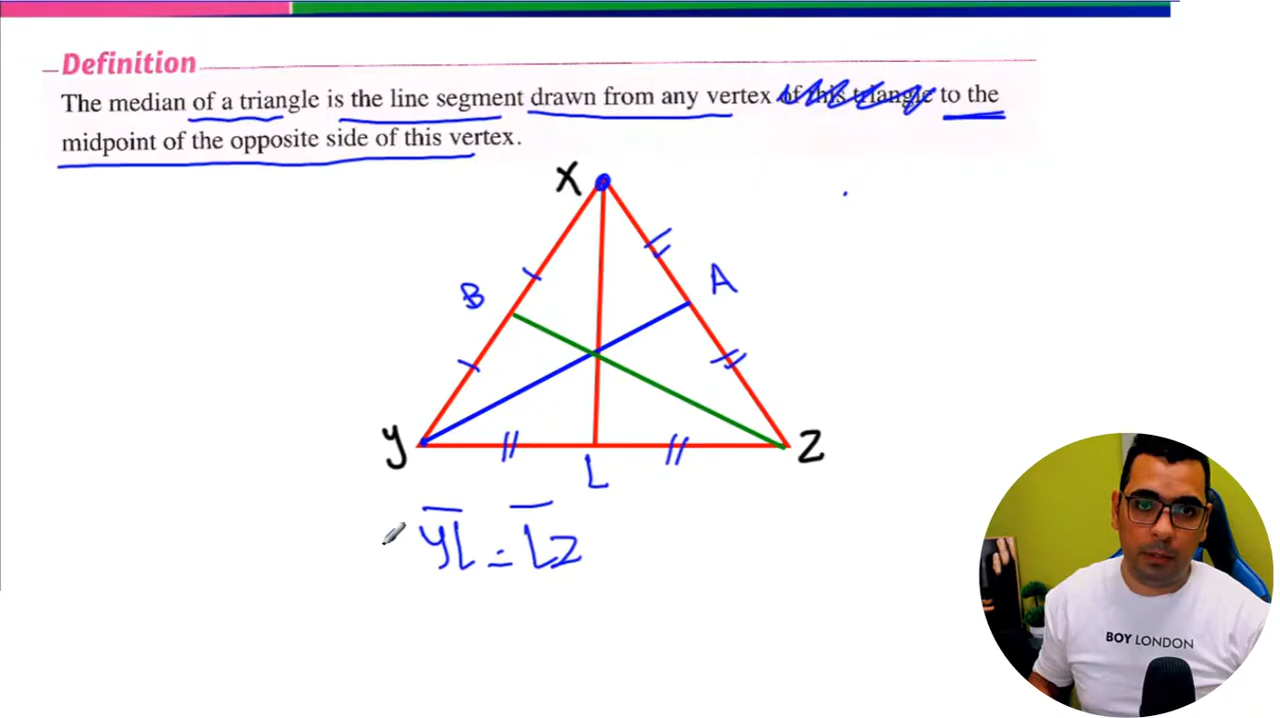 Definition
The median of a triangle is the line segment drawn from any vertex of this triangle to the
midpoint of the opposite side of this vertex.
X
B
A
y
L
Z
yL = LZ
BOY LONDON